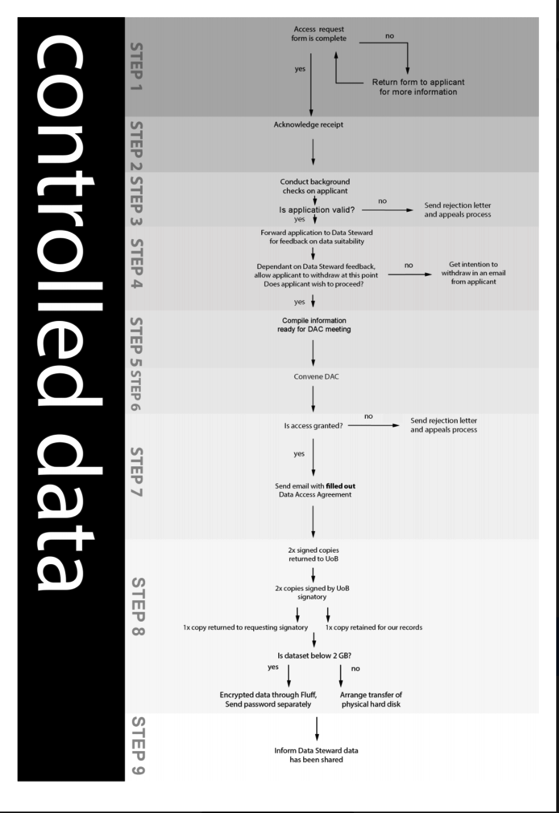 controlled data
STEP 1
Access request
form is complete
no
yes
Return form to applicant
for more information
STEP 2
Acknowledge receipt
STEP 3
Conduct background
checks on applicant
Is application valid?
no
Send rejection letter
and appeals process
yes
STEP 4
Forward application to Data Steward
for feedback on data suitability
Dependant on Data Steward feedback,
allow applicant to withdraw at this point
Does applicant wish to proceed?
no
Get intention to
withdraw in an email
from applicant
yes
STEP 5
Compile information
ready for DAC meeting
STEP 6
Convene DAC
STEP 7
Is access granted?
no
Send rejection letter
and appeals process
yes
Send email with filled out
Data Access Agreement
STEP 8
2x signed copies
returned to UoB
2x copies signed by UoB
signatory
1x copy returned to requesting signatory
1x copy retained for our records
Is dataset below 2 GB?
yes
no
Encrypted data through Fluff,
Send password separately
Arrange transfer of
physical hard disk
STEP 9
Inform Data Steward data
has been shared